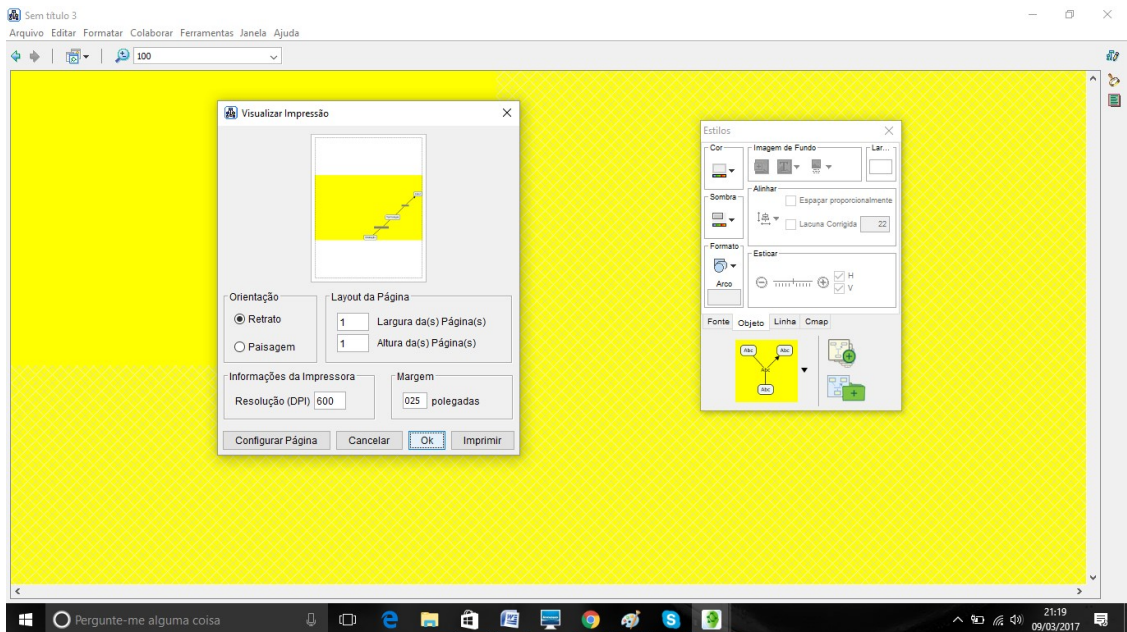 Sem título 3
Arquivo Editar Formatar Colaborar Ferramentas Janela Ajuda
100
Visualizar Impressão
Orientação
Retrato
Paisagem
Layout da Página
1 Largura da(s) Página(s)
1 Altura da(s) Página(s)
Informações da Impressora
Resolução (DPI) 600
Margem
025 polegadas
Configurar Página Cancelar Ok Imprimir
Estilos
Cor
Imagem de Fundo
Lar...
Sombra
Alinhar
Espaçar proporcionalmente
Lacuna Corrigida 22
Formato
Arco
Esticar
H
V
Fonte Objeto Linha Cmap
Abc Abc
Abc
Abc
Pergunte-me alguma coisa
21:19
09/03/2017